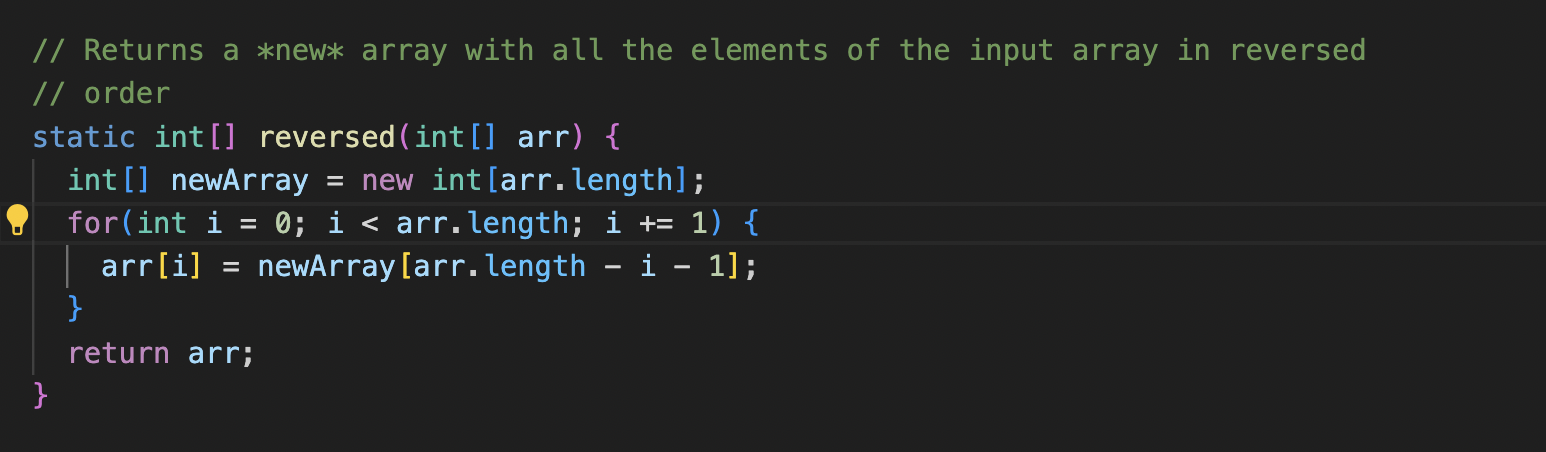 // Returns a *new* array with all the elements of the input array in reversed
// order
static int[] reversed(int[] arr) {
  int[] newArray = new int[arr.length];
  for(int i = 0; i < arr.length; i += 1) {
    arr[i] = newArray[arr.length - i - 1];
  }
  return arr;
}